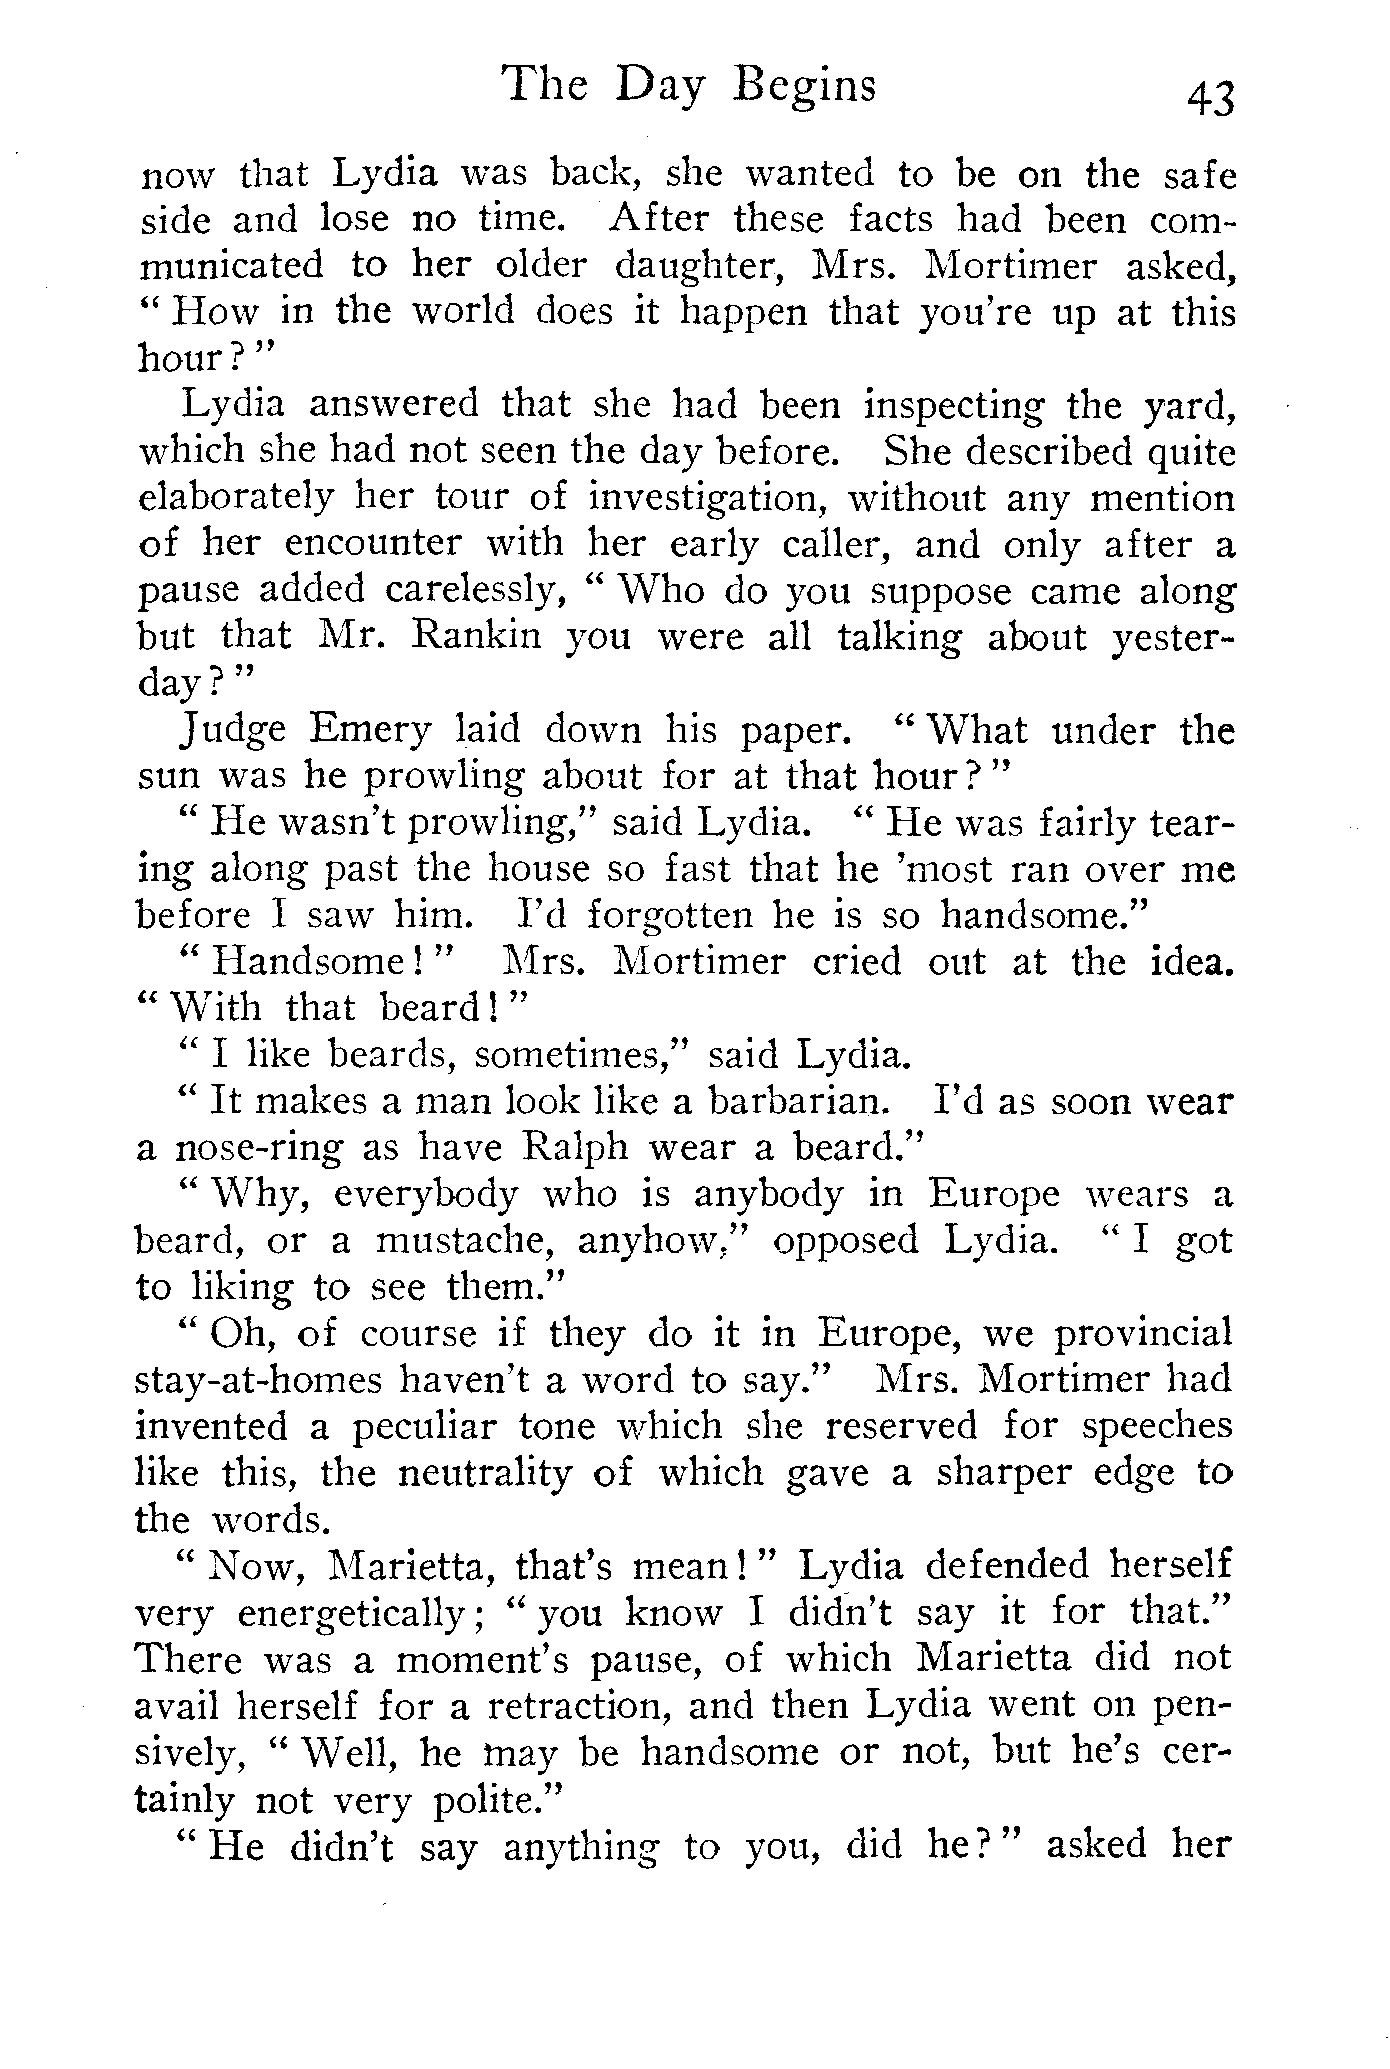 The Day Begins 43
now that Lydia was back, she wanted to be on the safe
side and lose no time. After these facts had been com-
municated to her older daughter, Mrs. Mortimer asked,
“ How in the world does it happen that you're up at this
hour? ”
Lydia answered that she had been inspecting the yard,
which she had not seen the day before. She described quite
elaborately her tour of investigation, without any mention
of her encounter with her early caller, and only after a
pause added carelessly, “ Who do you suppose came along
but that Mr. Rankin you were all talking about yester-
day? ”
Judge Emery laid down his paper. “ What under the
sun was he prowling about for at that hour? ”
“ He wasn't prowling,” said Lydia. “ He was fairly tear-
ing along past the house so fast that he 'most ran over me
before I saw him. I'd forgotten he is so handsome.”
“ Handsome! ” Mrs. Mortimer cried out at the idea.
“ With that beard! ”
“ I like beards, sometimes,” said Lydia.
“ It makes a man look like a barbarian. I'd as soon wear
a nose-ring as have Ralph wear a beard.”
“ Why, everybody who is anybody in Europe wears a
beard, or a mustache, anyhow,” opposed Lydia. “ I got
to liking to see them.”
“ Oh, of course if they do it in Europe, we provincial
stay-at-homes haven't a word to say.” Mrs. Mortimer had
invented a peculiar tone which she reserved for speeches
like this, the neutrality of which gave a sharper edge to
the words.
“ Now, Marietta, that's mean! ” Lydia defended herself
very energetically; “ you know I didn't say it for that.”
There was a moment's pause, of which Marietta did not
avail herself for a retraction, and then Lydia went on pen-
sively, “ Well, he may be handsome or not, but he's cer-
tainly not very polite.”
“ He didn't say anything to you, did he? ” asked her